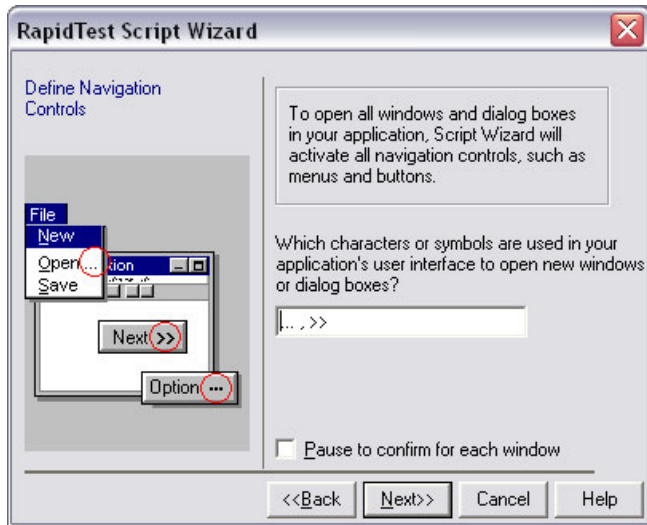 RapidTest Script Wizard
Define Navigation
Controls
File
New
Open...
tion
Save
Next >>
Option ...
To open all windows and dialog boxes
in your application, Script Wizard will
activate all navigation controls, such as
menus and buttons.
Which characters or symbols are used in your
application's user interface to open new windows
or dialog boxes?
... , >>
Pause to confirm for each window
<<Back
Next>>
Cancel
Help